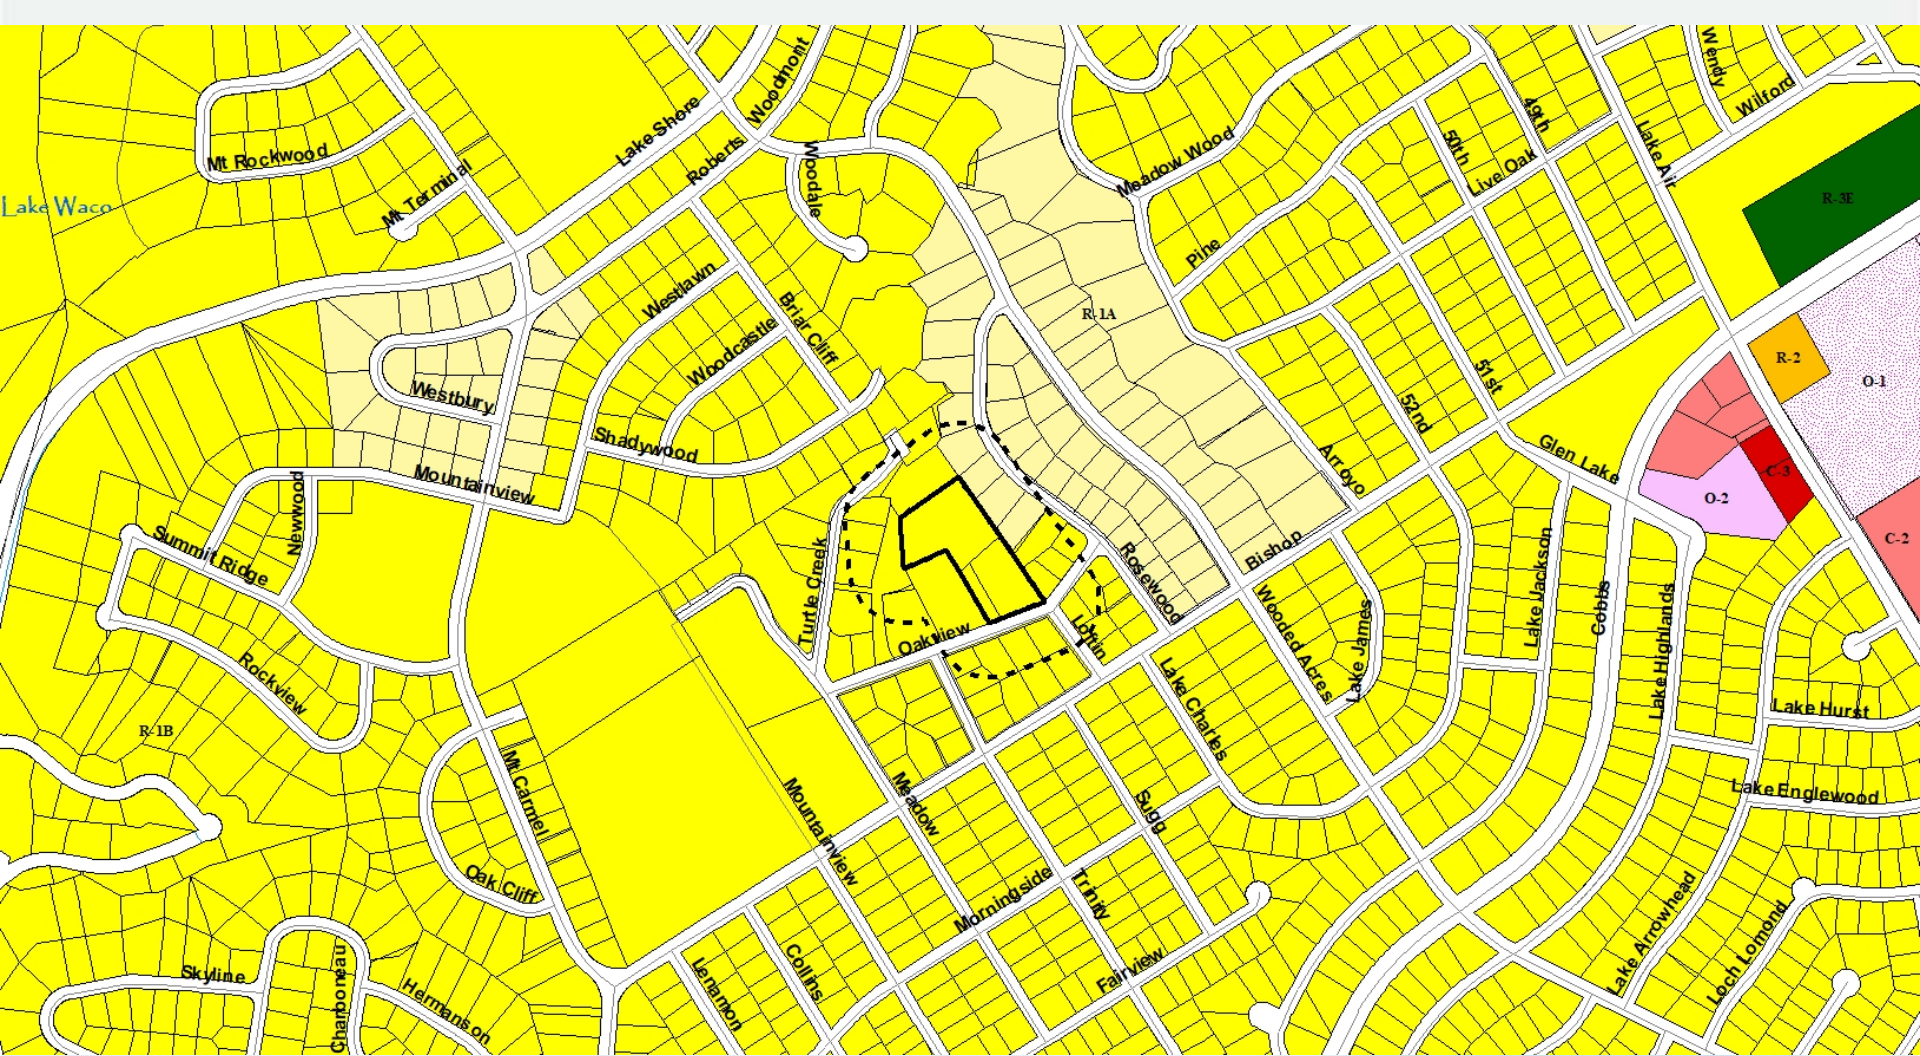 Wendy
Woodmont
Wilford
Lake Shore
49th
50th
Lake Air
Mt Rockwood
Roberts
Live Oak
Meadow Wood
Woodale
Mt Terminal
Lake Waco
R-3E
Pine
Westlawn
R-1A
Briar Cliff
Woodcastle
R-2
51st
O-1
Westbury
52nd
Shadywood
Glen Lake
Arroyo
C-3
Mountainview
O-2
Newwood
C-2
Summit Ridge
Bishop
Rosewood
Turtle Creek
Lake Jackson
Cobbs
Lake Highlands
Oakview
Loftin
Wooded Acres
Lake James
Rockview
Lake Charles
Lake Hurst
R-1B
Mt Carmel
Meadow
Mountainview
Sugg
Lake Englewood
Oak Cliff
Morningside
Trinity
Lake Arrowhead
Loch Lomond
Skyline
Charboneau
Hermanson
Lenamon
Collins
Fairview